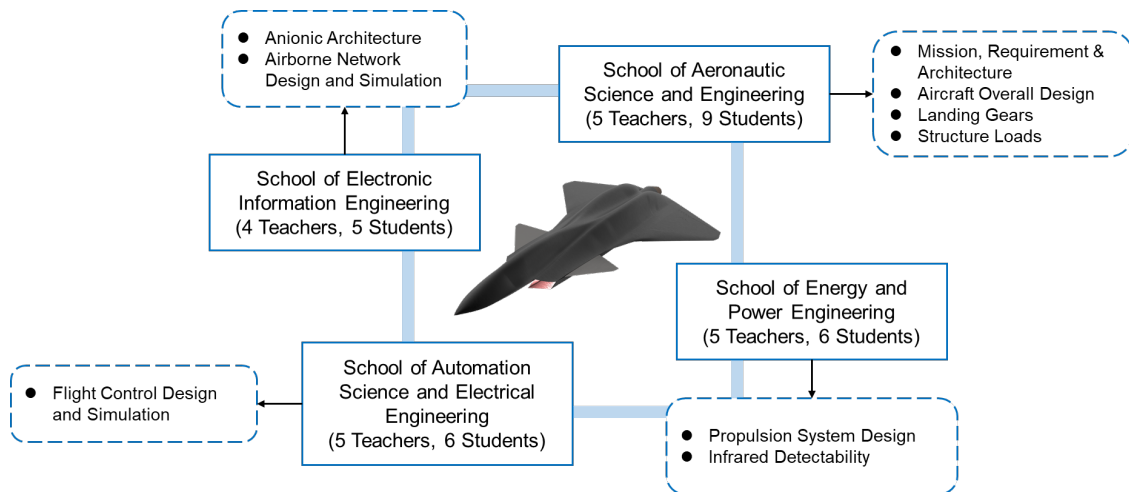 ● Anionic Architecture
● Airborne Network
Design and Simulation
School of Aeronautic
Science and Engineering
(5 Teachers, 9 Students)
● Mission, Requirement &
Architecture
● Aircraft Overall Design
● Landing Gears
● Structure Loads
School of Electronic
Information Engineering
(4 Teachers, 5 Students)
School of Energy and
Power Engineering
(5 Teachers, 6 Students)
School of Automation
Science and Electrical
Engineering
(5 Teachers, 6 Students)
● Flight Control Design
and Simulation
● Propulsion System Design
● Infrared Detectability